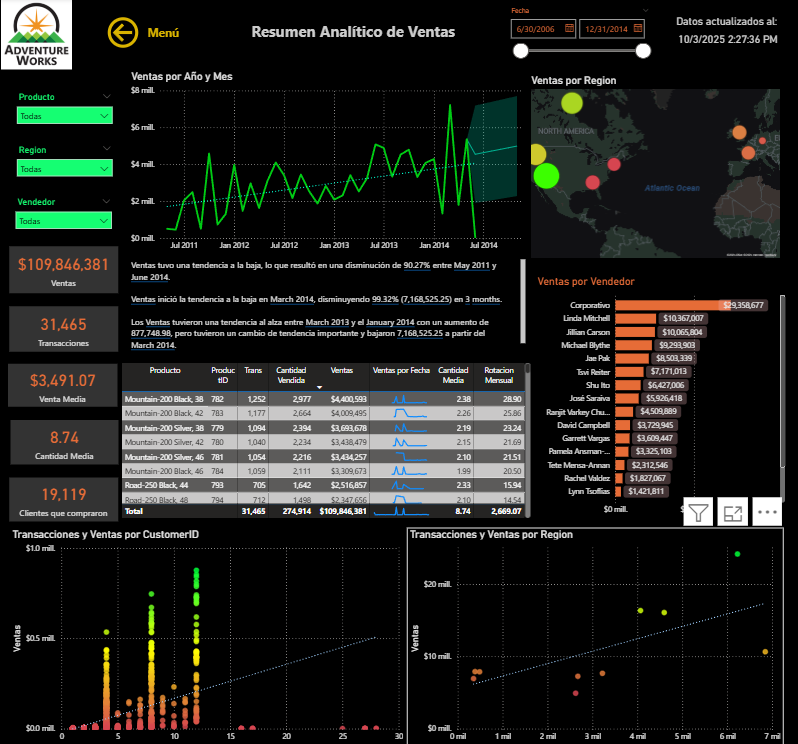 ADVENTURE
WORKS
Menú
Resumen Analítico de Ventas
Fecha
6/30/2006
12/31/2014
Datos actualizados al:
10/3/2025 2:27:36 PM
Producto
Todas
Region
Todas
Vendedor
Todas
$109,846,381
Ventas
31,465
Transacciones
$3,491.07
Venta Media
8.74
Cantidad Media
19,119
Clientes que compraron
Ventas por Año y Mes
$8 mill.
$6 mill.
$4 mill.
$2 mill.
$0 mill.
Jul 2011 Jan 2012 Jul 2012 Jan 2013 Jul 2013 Jan 2014 Jul 2014
Ventas tuvo una tendencia a la baja, lo que resultó en una disminución de 90.27% entre May 2011 y
June 2014.
Ventas inició la tendencia a la baja en March 2014, disminuyendo 99.32% (7,168,525.25) en 3 months.
Los Ventas tuvieron una tendencia al alza entre March 2013 y el January 2014 con un aumento de
877,748.98, pero tuvieron un cambio de tendencia importante y bajaron 7,168,525.25 a partir del
March 2014.
Producto Produc tID Trans Cantidad Vendida Ventas Ventas por Fecha Cantidad Media Rotacion Mensual
Mountain-200 Black, 38 782 1,252 2,977 $4,400,593 2.38 28.90
Mountain-200 Black, 42 783 1,177 2,664 $4,009,495 2.26 25.86
Mountain-200 Silver, 38 779 1,094 2,394 $3,693,678 2.19 23.24
Mountain-200 Silver, 42 780 1,040 2,234 $3,438,479 2.15 21.69
Mountain-200 Silver, 46 781 1,054 2,216 $3,434,257 2.10 21.51
Mountain-200 Black, 46 784 1,059 2,111 $3,309,673 1.99 20.50
Road-250 Black, 44 793 705 1,642 $2,516,857 2.33 15.94
Road-250 Black, 48 794 712 1,498 $2,347,656 2.10 14.54
Total 31,465 274,914 $109,846,381 8.74 2,669.07
Ventas por Region
NORTH AMERICA
Atlantic Ocean
Ventas por Vendedor
Corporativo $29,358,677
Linda Mitchell $10,367,007
Jillian Carson $10,065,804
Michael Blythe $9,293,903
Jae Pak $8,503,339
Tsvi Reiter $7,171,013
Shu Ito $6,427,006
José Saraiva $5,926,418
Ranjit Varkey Chu... $4,509,889
David Campbell $3,729,945
Garrett Vargas $3,609,447
Pamela Ansman-... $3,325,103
Tete Mensa-Annan $2,312,546
Rachel Valdez $1,827,067
Lynn Tsoflias $1,421,811
$0 mill.
Transacciones y Ventas por CustomerID
Ventas
$1.0 mill.
$0.5 mill.
$0.0 mill.
0 5 10 15 20 25 30
Transacciones y Ventas por Region
Ventas
$20 mill.
$10 mill.
$0 mill.
0 mil 1 mil 2 mil 3 mil 4 mil 5 mil 6 mil 7 mil